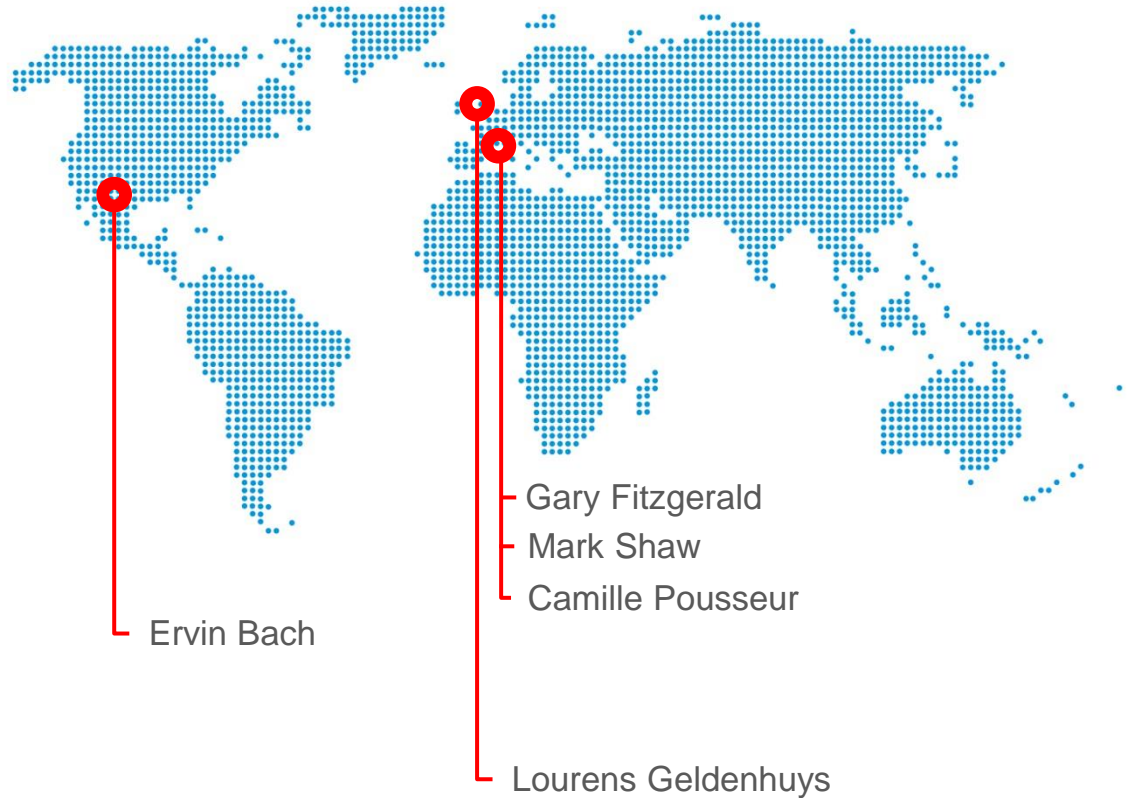 Gary Fitzgerald
Mark Shaw
Camille Pousseur
Ervin Bach
Lourens Geldenhuys